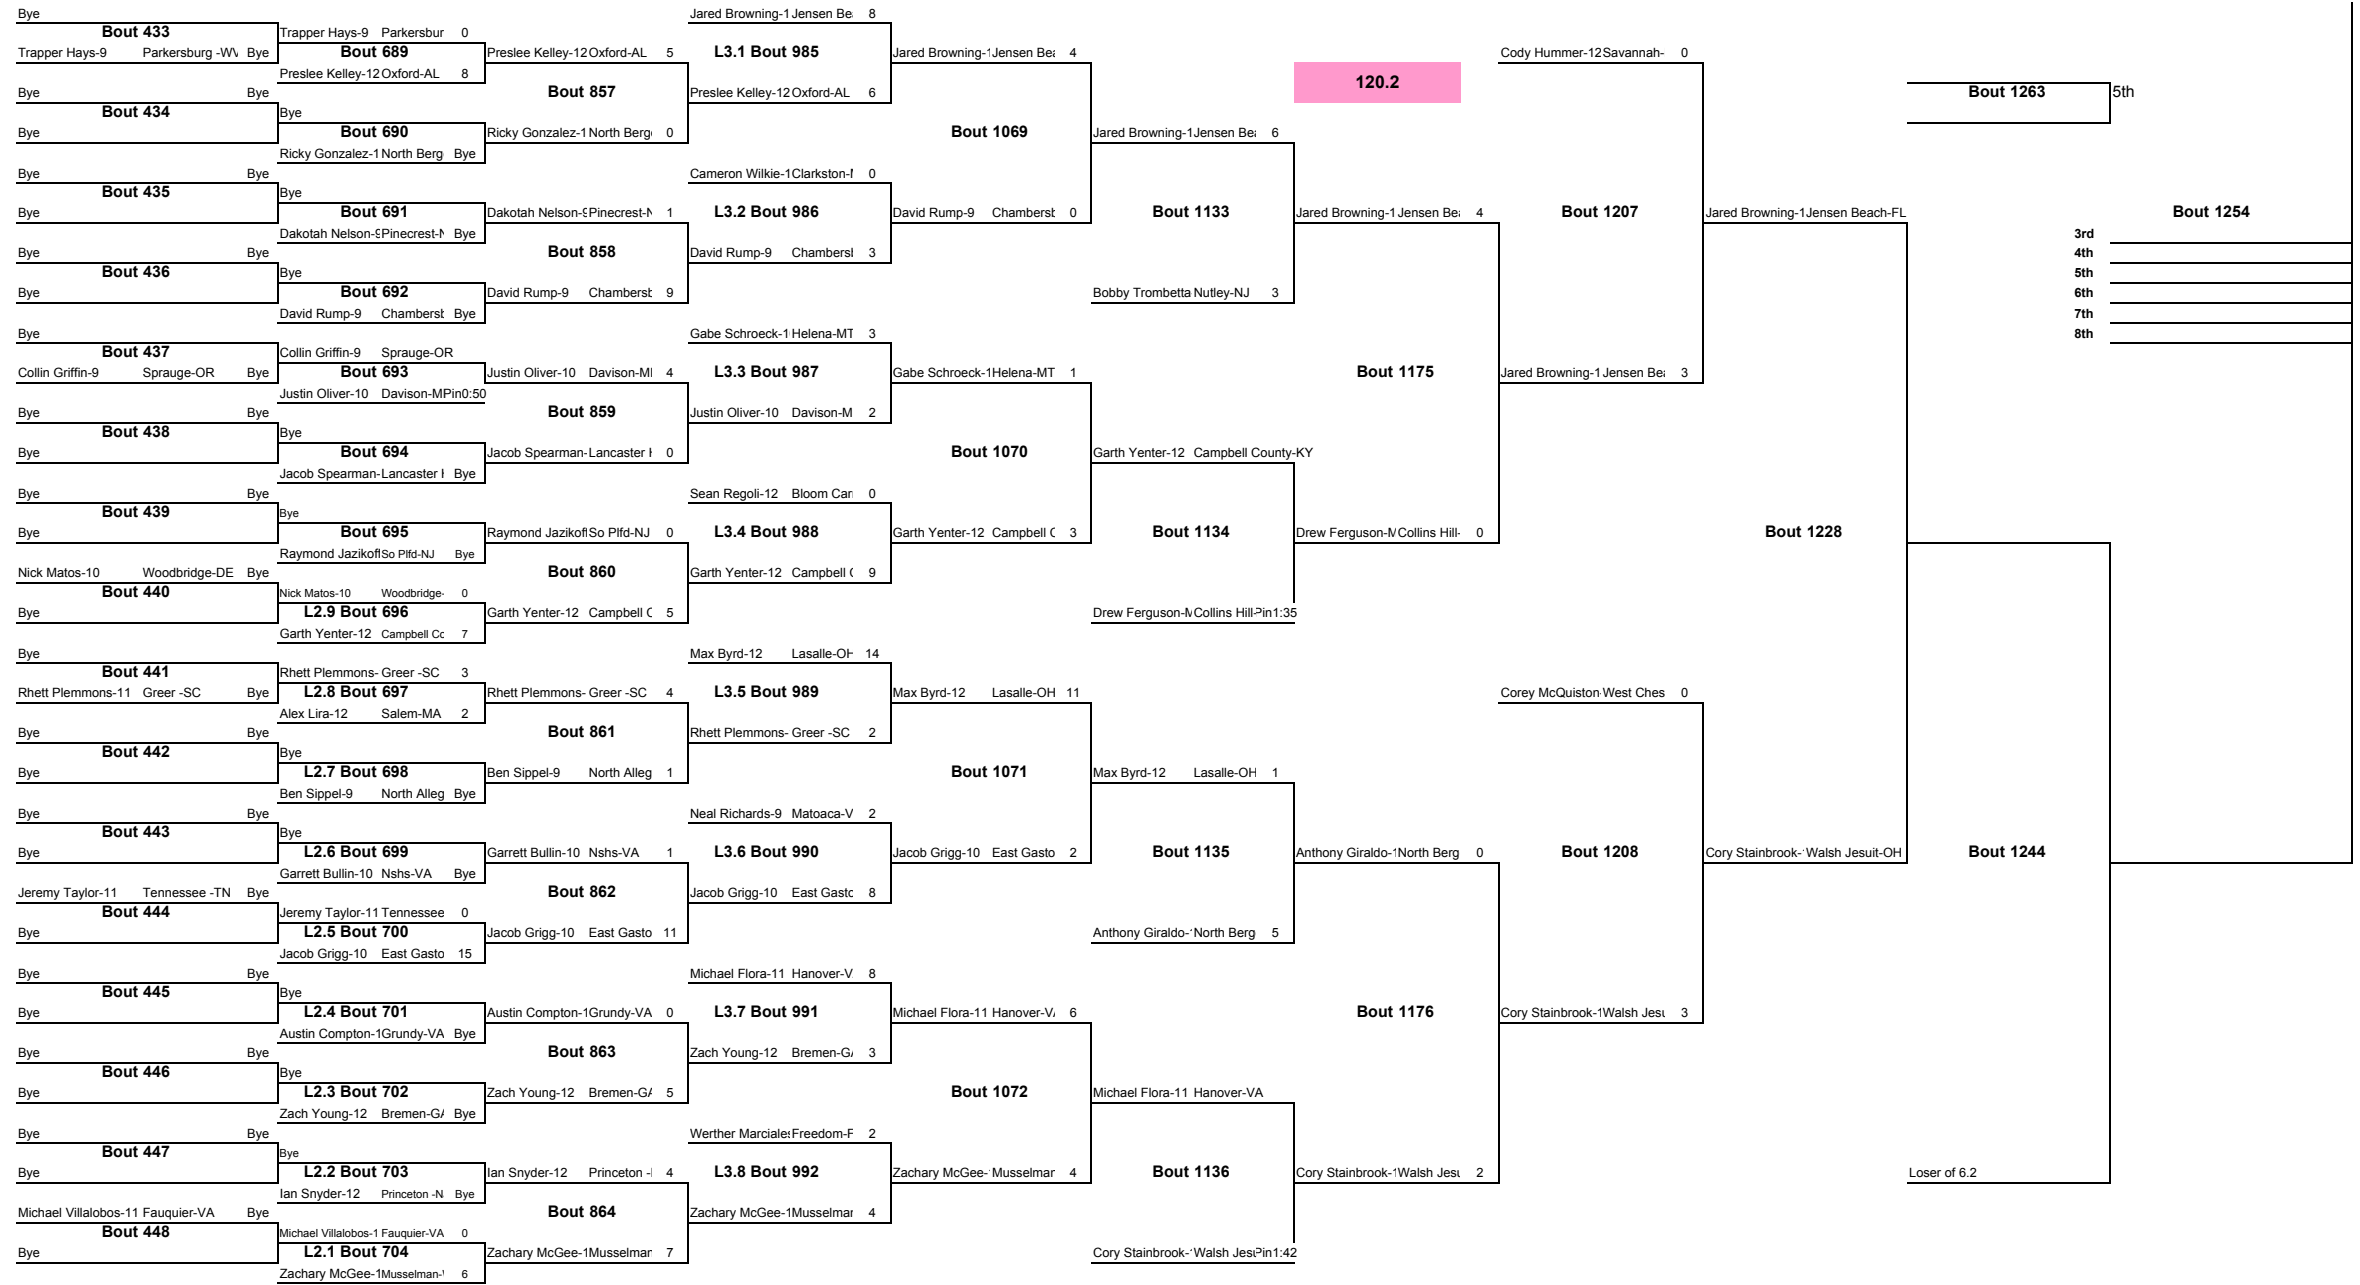 Bye
Jared Browning-1 Jensen Be 8
Bout 433
Trapper Hays-9 Parkersbur 0
Trapper Hays-9 Parkersburg -WV Bye
Bout 689
Preslee Kelley-12 Oxford-AL 5
L3.1 Bout 985
Jared Browning-1 Jensen Bea 4
Cody Hummer-12 Savannah- 0
Preslee Kelley-12 Oxford-AL 8
120.2
Bye Bye
Bout 857
Preslee Kelley-12 Oxford-AL 6
Bout 1263
5th
Bout 434
Bye
Bye
Bout 690
Ricky Gonzalez-1 North Berg 0
Bout 1069
Jared Browning-1 Jensen Bea 6
Ricky Gonzalez-1 North Berg Bye
Bye Bye
Cameron Wilkie-1 Clarkston- 0
Bout 435
Bye
Bye
Bout 691
Dakotah Nelson-9 Pinecrest-N 1
L3.2 Bout 986
David Rump-9 Chambersb 0
Bout 1133
Jared Browning-1 Jensen Bea 4
Bout 1207
Jared Browning-1 Jensen Beach-FL
Bout 1254
Dakotah Nelson-9 Pinecrest-N Bye
3rd
Bye Bye
Bout 858
David Rump-9 Chambersl 3
4th
Bout 436
Bye
5th
Bye
Bout 692
David Rump-9 Chambersb 9
Bobby Trombetta Nutley-NJ 3
6th
David Rump-9 Chambersb Bye
7th
Bye
Gabe Schroeck-1 Helena-MT 3
8th
Bout 437
Collin Griffin-9 Sprauge-OR
Collin Griffin-9 Sprauge-OR Bye
Bout 693
Justin Oliver-10 Davison-MI 4
L3.3 Bout 987
Gabe Schroeck-1 Helena-MT 1
Bout 1175
Jared Browning-1 Jensen Bea 3
Justin Oliver-10 Davison-M Pin0:50
Bye Bye
Bout 859
Justin Oliver-10 Davison-M 2
Bout 438
Bye
Bye
Bout 694
Jacob Spearman- Lancaster H 0
Bout 1070
Garth Yenter-12 Campbell County-KY
Jacob Spearman- Lancaster H Bye
Bye Bye
Sean Regoli-12 Bloom Car 0
Bout 439
Bye
Bye
Bout 695
Raymond Jazikoff So Plfd-NJ 0
L3.4 Bout 988
Garth Yenter-12 Campbell C 3
Bout 1134
Drew Ferguson-M Collins Hill- 0
Bout 1228
Raymond Jazikoff So Plfd-NJ Bye
Nick Matos-10 Woodbridge-DE Bye
Bout 860
Garth Yenter-12 Campbell C 9
Bout 440
Nick Matos-10 Woodbridge- 0
Bye
L2.9 Bout 696
Garth Yenter-12 Campbell C 5
Drew Ferguson-M Collins Hill- Pin1:35
Garth Yenter-12 Campbell Co 7
Bye
Max Byrd-12 Lasalle-OH 14
Bout 441
Rhett Plemmons- Greer -SC 3
Rhett Plemmons-11 Greer -SC Bye
L2.8 Bout 697
Rhett Plemmons- Greer -SC 4
L3.5 Bout 989
Max Byrd-12 Lasalle-OH 11
Corey McQuiston West Ches 0
Alex Lira-12 Salem-MA 2
Bye Bye
Bout 861
Rhett Plemmons- Greer -SC 2
Bout 442
Bye
Bye
L2.7 Bout 698
Ben Sippel-9 North Alleg 1
Bout 1071
Max Byrd-12 Lasalle-OH 1
Ben Sippel-9 North Alleg Bye
Bye Bye
Neal Richards-9 Matoaca-V 2
Bout 443
Bye
Bye
L2.6 Bout 699
Garrett Bullin-10 Nshs-VA 1
L3.6 Bout 990
Jacob Grigg-10 East Gasto 2
Bout 1135
Anthony Giraldo-1 North Berg 0
Bout 1208
Cory Stainbrook- Walsh Jesuit-OH
Bout 1244
Garrett Bullin-10 Nshs-VA Bye
Jeremy Taylor-11 Tennessee -TN Bye
Bout 862
Jacob Grigg-10 East Gasto 8
Bout 444
Jeremy Taylor-11 Tennessee 0
Bye
L2.5 Bout 700
Jacob Grigg-10 East Gasto 11
Anthony Giraldo- North Berg 5
Jacob Grigg-10 East Gasto 15
Bye Bye
Michael Flora-11 Hanover-V 8
Bout 445
Bye
Bye
L2.4 Bout 701
Austin Compton-1 Grundy-VA 0
L3.7 Bout 991
Michael Flora-11 Hanover-V 6
Bout 1176
Cory Stainbrook-1 Walsh Jesu 3
Austin Compton-1 Grundy-VA Bye
Bye Bye
Bout 863
Zach Young-12 Bremen-GA 3
Bout 446
Bye
Bye
L2.3 Bout 702
Zach Young-12 Bremen-GA 5
Bout 1072
Michael Flora-11 Hanover-VA
Zach Young-12 Bremen-GA Bye
Bye Bye
Werther Marciales Freedom-F 2
Bout 447
Bye
Bye
L2.2 Bout 703
Ian Snyder-12 Princeton - 4
L3.8 Bout 992
Zachary McGee- Musselman 4
Bout 1136
Cory Stainbrook-1 Walsh Jesu 2
Loser of 6.2
Ian Snyder-12 Princeton -N Bye
Michael Villalobos-11 Fauquier-VA Bye
Bout 864
Zachary McGee-1 Musselman 4
Bout 448
Michael Villalobos-1 Fauquier-VA 0
Bye
L2.1 Bout 704
Zachary McGee-1 Musselman 7
Cory Stainbrook- Walsh Jesu Pin1:42
Zachary McGee-1 Musselman- 6